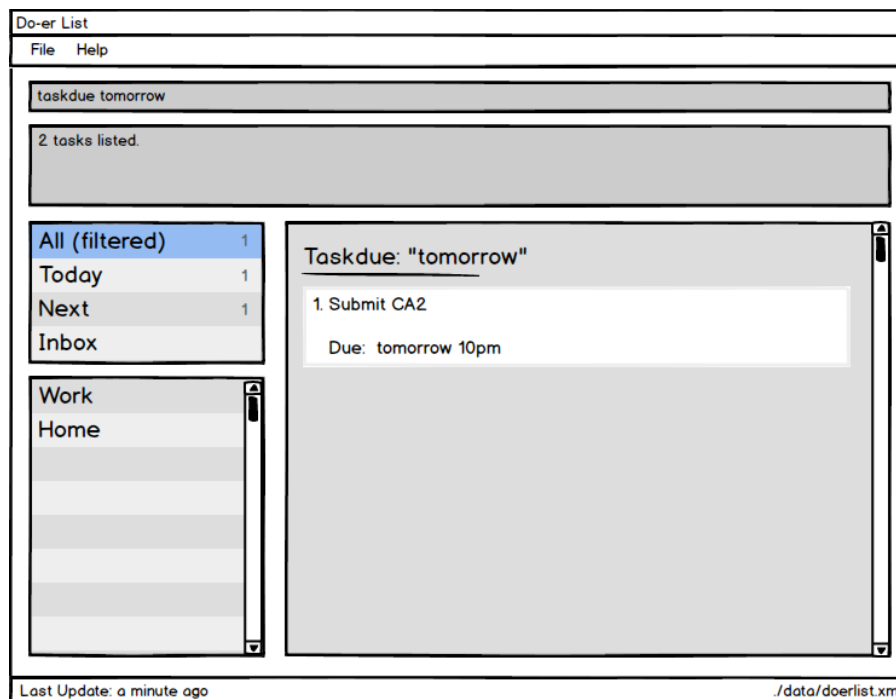 Do-er List
File Help
taskdue tomorrow
2 tasks listed.
All (filtered) 1
Today 1
Next 1
Inbox
Work
Home
Taskdue: "tomorrow"
1. Submit CA2
Due: tomorrow 10pm
Last Update: a minute ago
./data/doerlist.xm